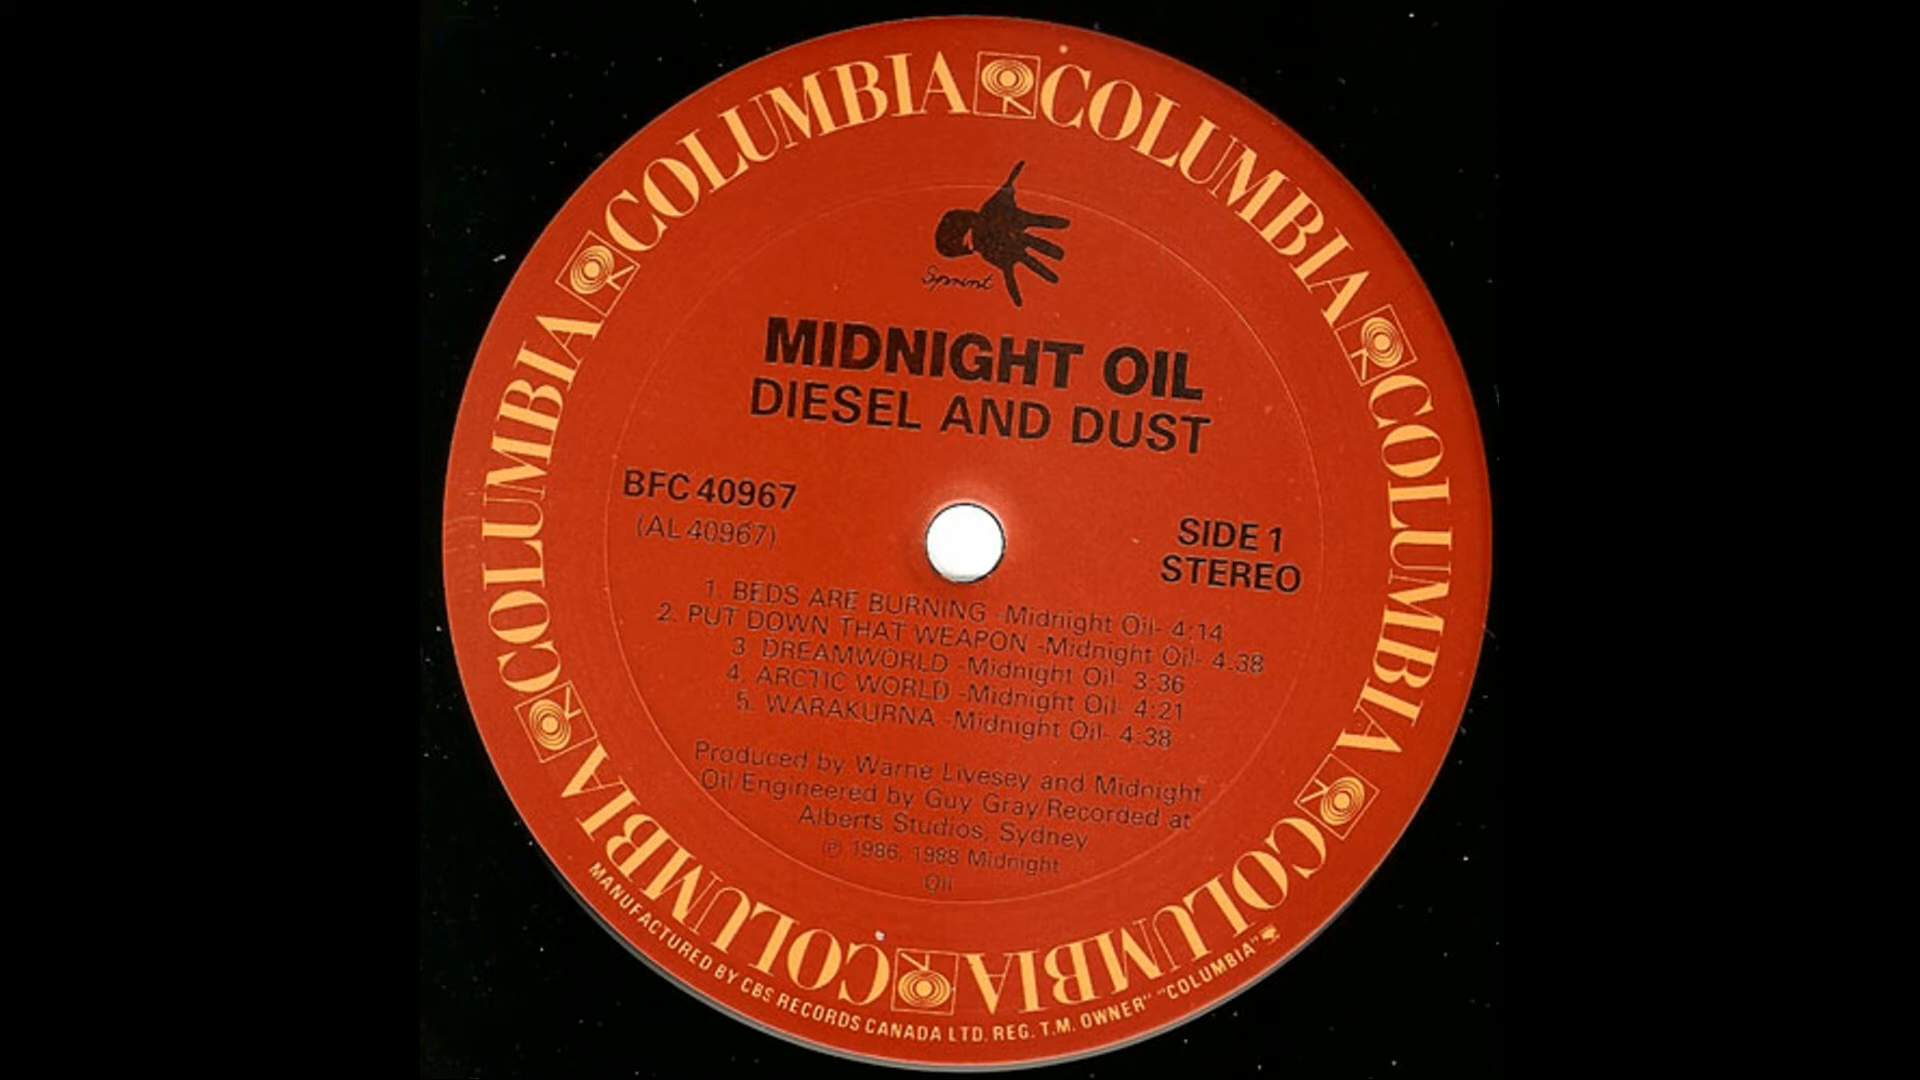 COLUMBIA COLUMBIA COLUMBIA COLUMBIA COLUMBIA COLUMBIA
Sprint
MIDNIGHT OIL
DIESEL AND DUST
BFC 40967
(AL 40967)
SIDE 1
STEREO
1. BEDS ARE BURNING -Midnight Oil- 4:14
2. PUT DOWN THAT WEAPON -Midnight Oil- 4:38
3. DREAMWORLD -Midnight Oil- 3:36
4. ARCTIC WORLD -Midnight Oil- 4:21
5. WARAKURNA -Midnight Oil- 4:38
Produced by Warne Livesey and Midnight
Oil/Engineered by Guy Gray/Recorded at
Alberts Studios, Sydney
℗ 1986, 1988 Midnight
Oil
MANUFACTURED BY CBS RECORDS CANADA LTD. REG. T.M. OWNER" "COLUMBIA"